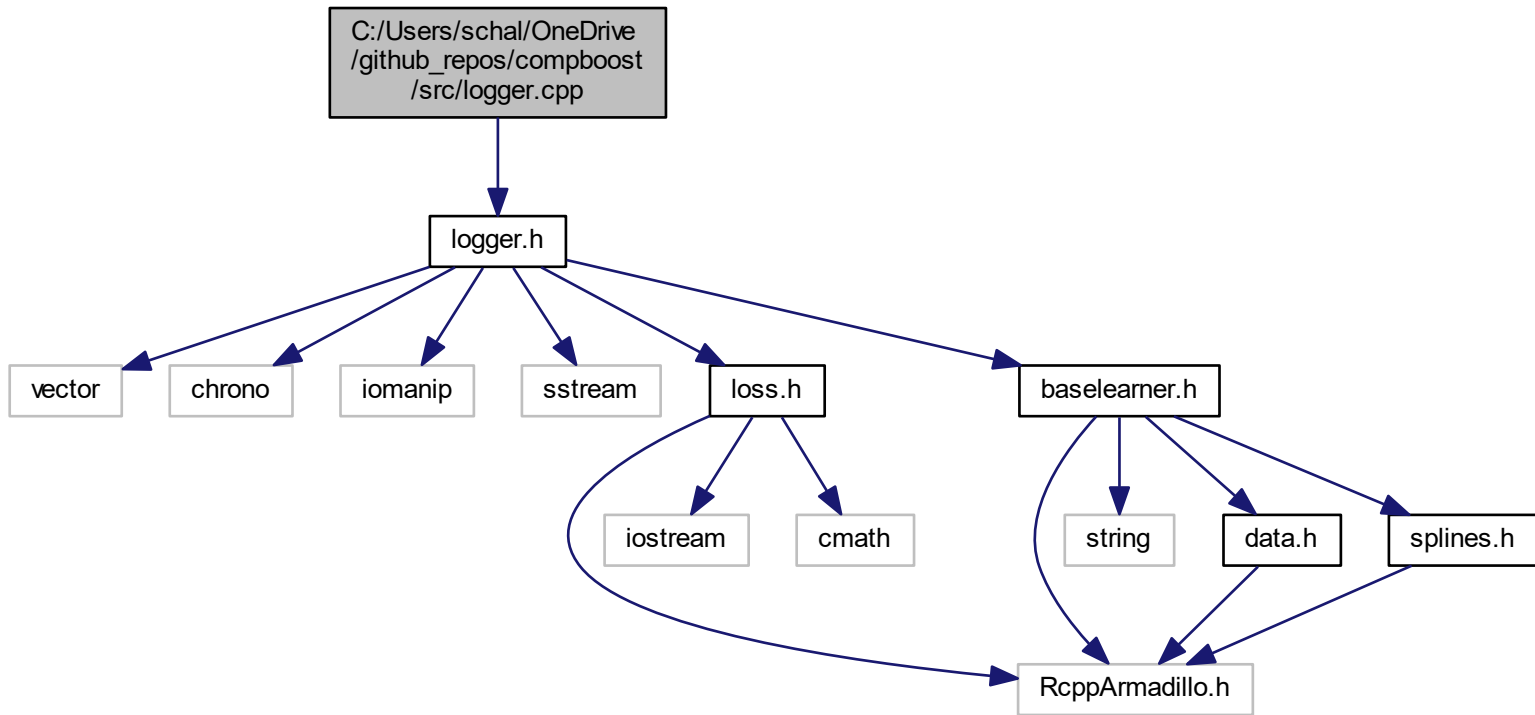 C:/Users/schal/OneDrive
/github_repos/compboost
/src/logger.cpp
logger.h
vector
chrono
iomanip
sstream
loss.h
baselearner.h
iostream
cmath
string
data.h
splines.h
RcppArmadillo.h